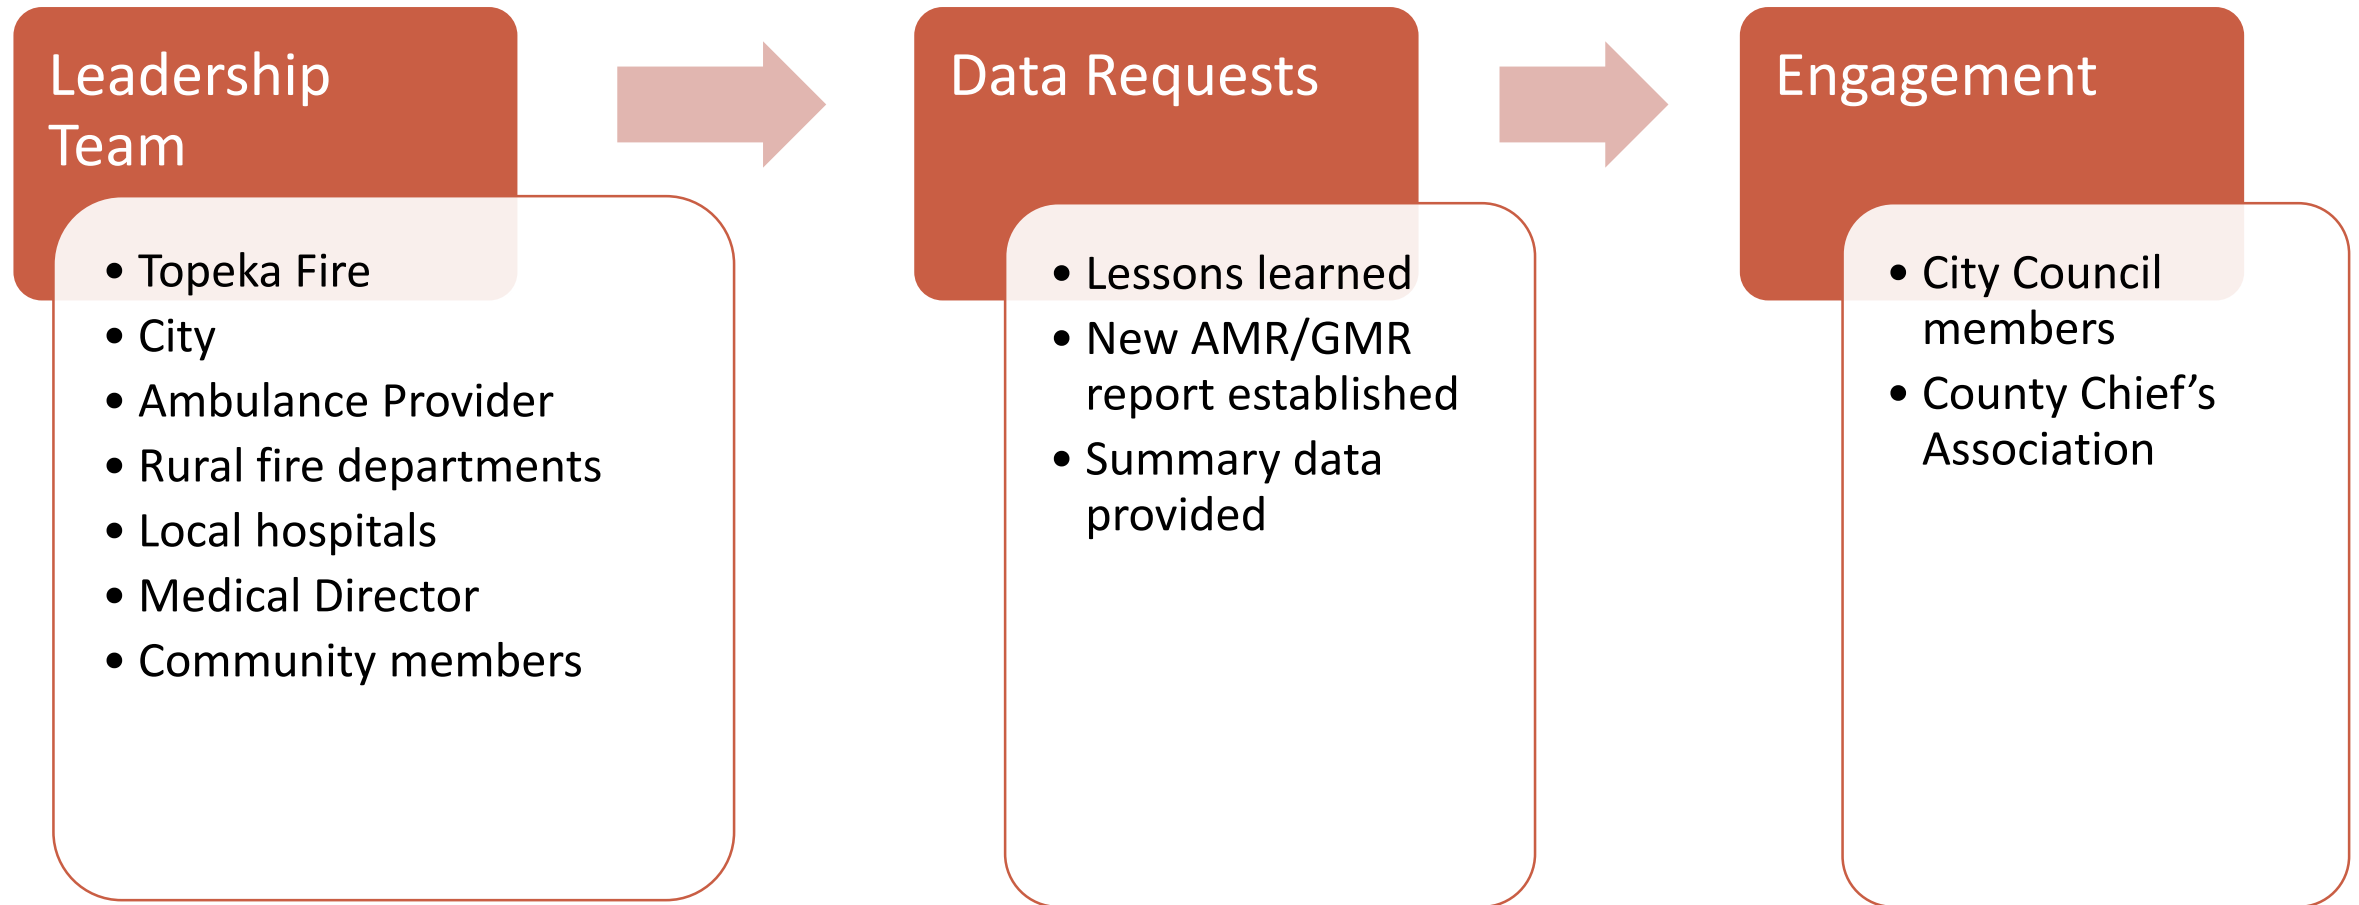 Leadership
Team
• Topeka Fire
• City
• Ambulance Provider
• Rural fire departments
• Local hospitals
• Medical Director
• Community members
Data Requests
• Lessons learned
• New AMR/GMR
report established
• Summary data
provided
Engagement
• City Council
members
• County Chief’s
Association